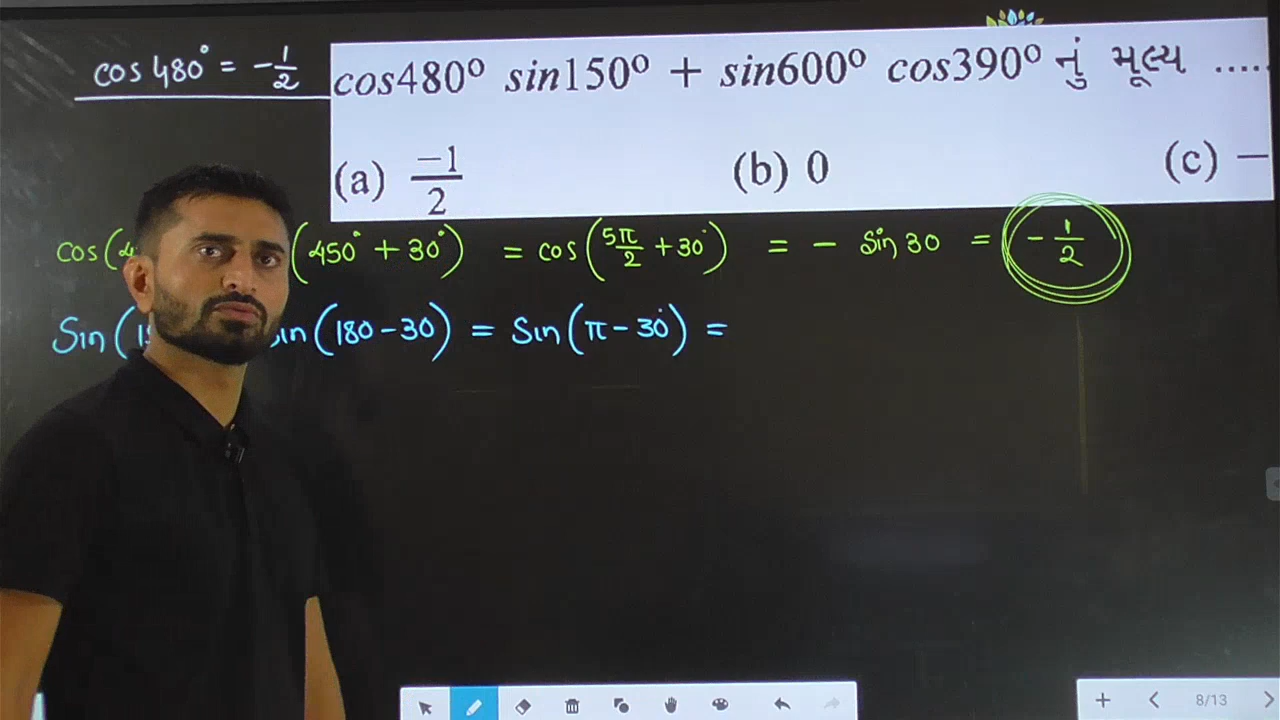 cos 480° = -1/2
cos480° sin150° + sin600° cos390° નું મૂલ્ય .....
(a) -1/2 (b) 0 (c) –
cos( (450° + 30°) = cos(5π/2 + 30°) = - Sin 30 = -1/2
Sin( (180 - 30) = Sin(π - 30°) =
8/13